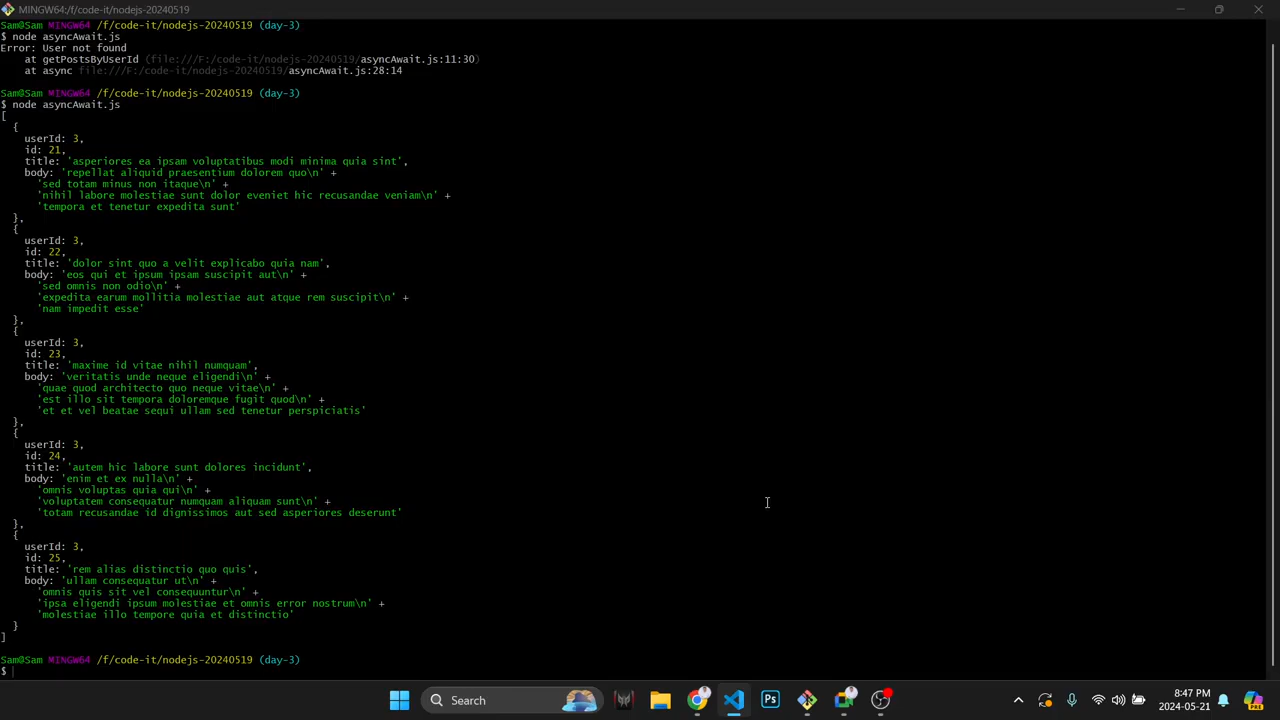 MINGW64:/f/code-it/nodejs-20240519
Sam@Sam MINGW64 /f/code-it/nodejs-20240519 (day-3)
$ node asyncAwait.js
Error: User not found
    at getPostsByUserId (file:///F:/code-it/nodejs-20240519/asyncAwait.js:11:30)
    at async file:///F:/code-it/nodejs-20240519/asyncAwait.js:28:14
Sam@Sam MINGW64 /f/code-it/nodejs-20240519 (day-3)
$ node asyncAwait.js
[
  {
    userId: 3,
    id: 21,
    title: 'asperiores ea ipsam voluptatibus modi minima quia sint',
    body: 'repellat aliquid praesentium dolorem quo\n' +
      'sed totam minus non itaque\n' +
      'nihil labore molestiae sunt dolor eveniet hic recusandae veniam\n' +
      'tempora et tenetur expedita sunt'
  },
  {
    userId: 3,
    id: 22,
    title: 'dolor sint quo a velit explicabo quia nam',
    body: 'eos qui et ipsum ipsam suscipit aut\n' +
      'sed omnis non odio\n' +
      'expedita earum mollitia molestiae aut atque rem suscipit\n' +
      'nam impedit esse'
  },
  {
    userId: 3,
    id: 23,
    title: 'maxime id vitae nihil numquam',
    body: 'veritatis unde neque eligendi\n' +
      'quae quod architecto quo neque vitae\n' +
      'est illo sit tempora doloremque fugit quod\n' +
      'et et vel beatae sequi ullam sed tenetur perspiciatis'
  },
  {
    userId: 3,
    id: 24,
    title: 'autem hic labore sunt dolores incidunt',
    body: 'enim et ex nulla\n' +
      'omnis voluptas quia qui\n' +
      'voluptatem consequatur numquam aliquam sunt\n' +
      'totam recusandae id dignissimos aut sed asperiores deserunt'
  },
  {
    userId: 3,
    id: 25,
    title: 'rem alias distinctio quo quis',
    body: 'ullam consequatur ut\n' +
      'omnis quis sit vel consequuntur\n' +
      'ipsa eligendi ipsum molestiae et omnis error nostrum\n' +
      'molestiae illo tempore quia et distinctio'
  }
]
Sam@Sam MINGW64 /f/code-it/nodejs-20240519 (day-3)
$
Search
Ps
8:47 PM
2024-05-21
PRE